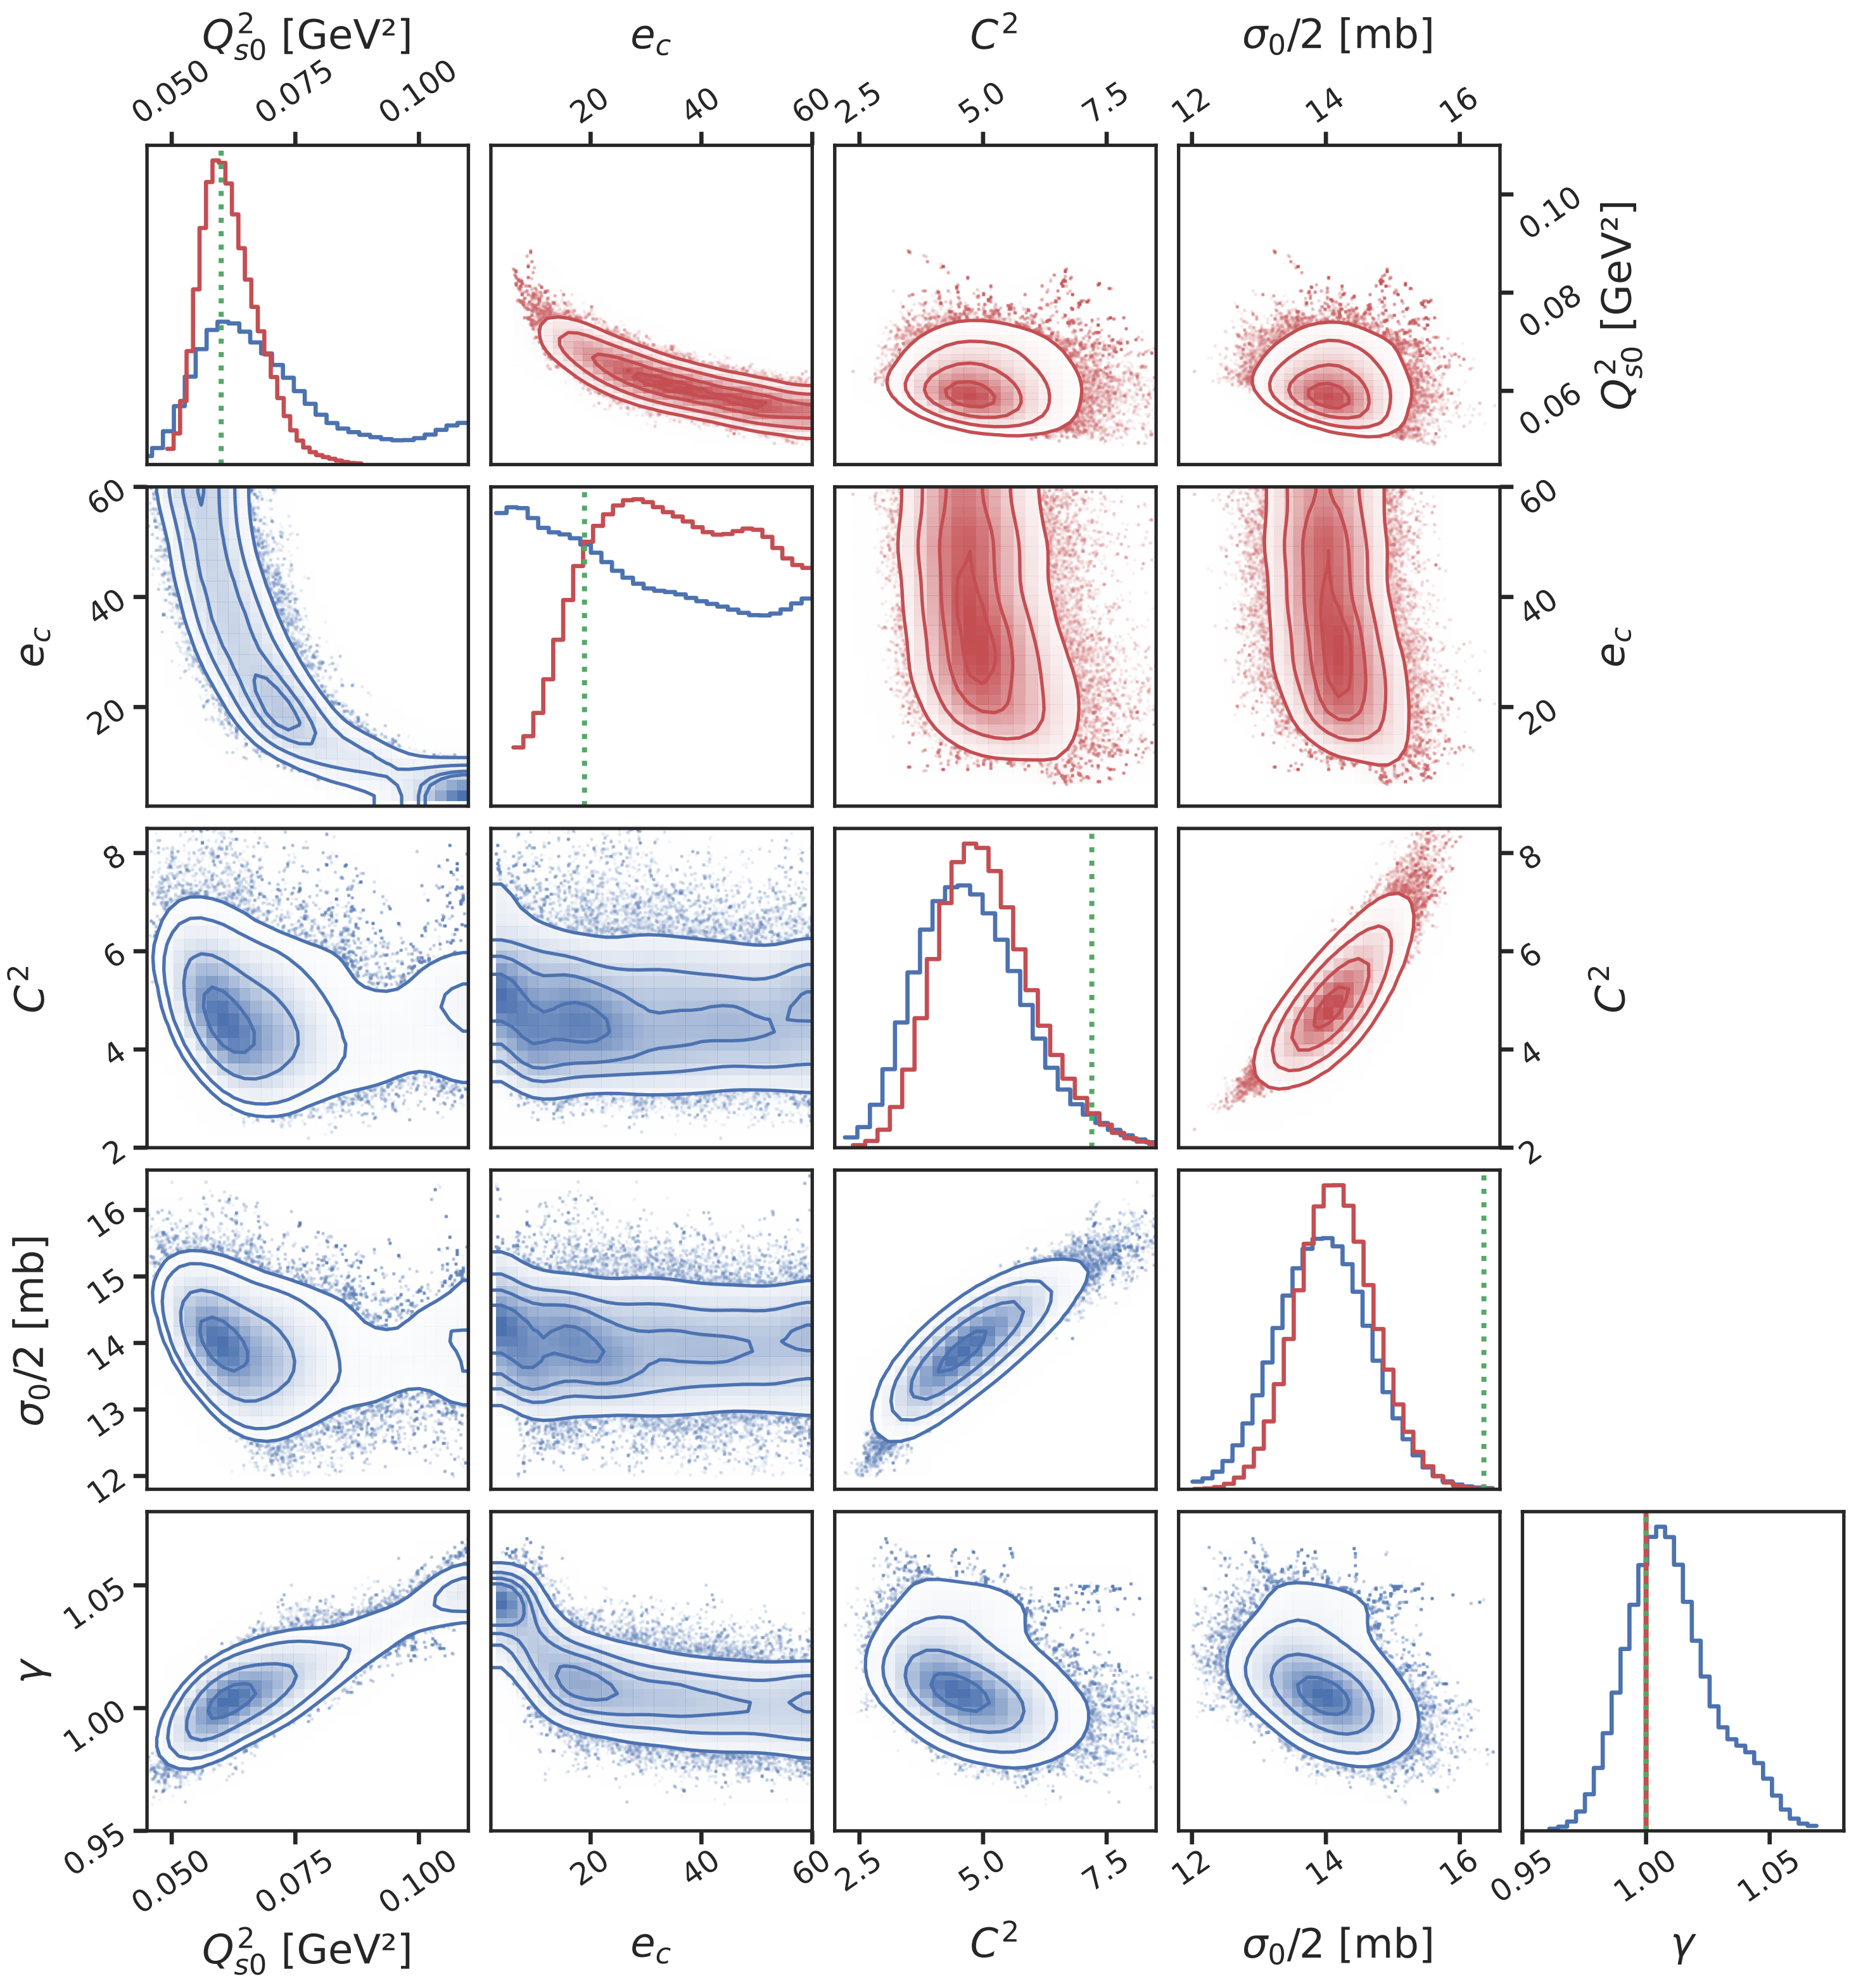 Q²ₛ₀ [GeV²] e_c C² σ₀/2 [mb]
0.050 0.075 0.100 20 40 60 2.5 5.0 7.5 12 14 16
0.10
0.08
0.06
Q²ₛ₀ [GeV²]
60
40
20
e_c
60
40
20
e_c
8
6
4
2
C²
8
6
4
2
C²
16
15
14
13
12
σ₀/2 [mb]
1.05
1.00
0.95
γ
0.050 0.075 0.100 20 40 60 2.5 5.0 7.5 12 14 16 0.95 1.00 1.05
Q²ₛ₀ [GeV²] e_c C² σ₀/2 [mb] γ